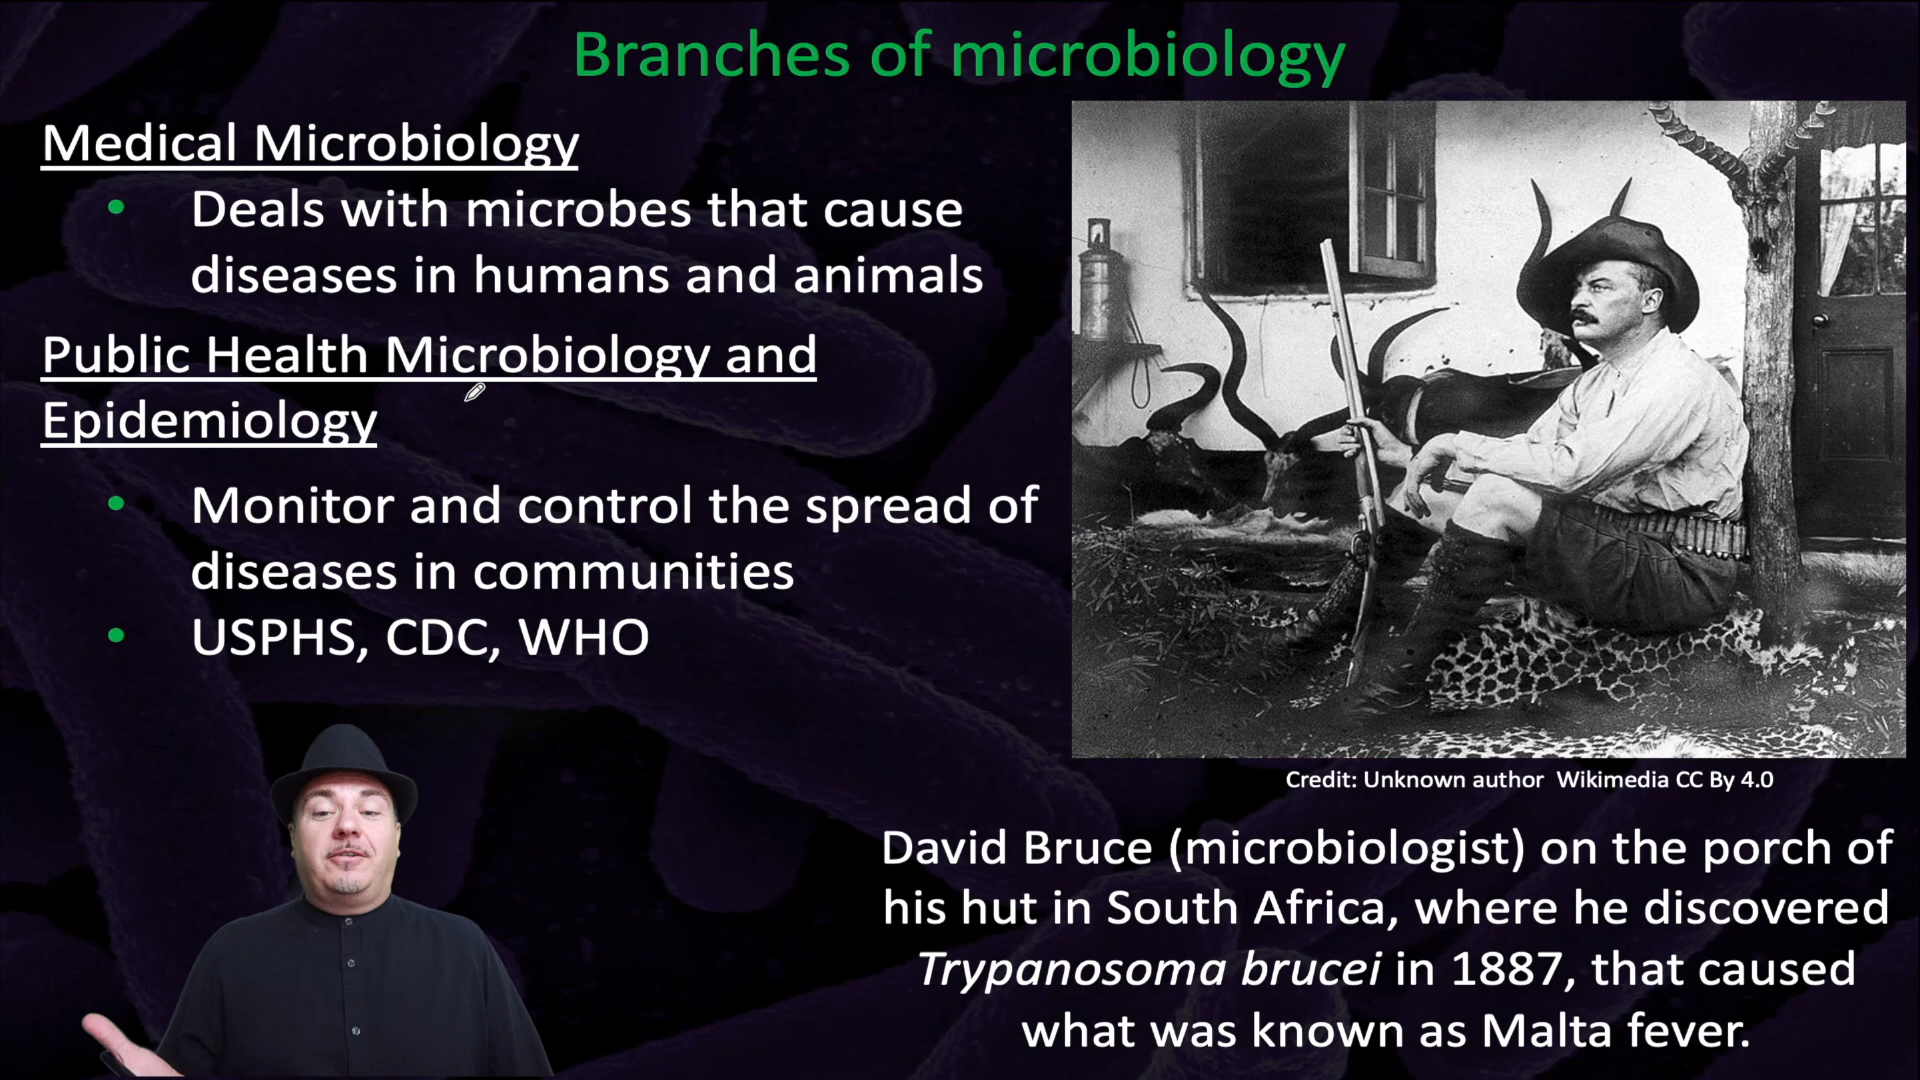 Branches of microbiology
Medical Microbiology
• Deals with microbes that cause
diseases in humans and animals
Public Health Microbiology and
Epidemiology
• Monitor and control the spread of
diseases in communities
• USPHS, CDC, WHO
Credit: Unknown author Wikimedia CC By 4.0
David Bruce (microbiologist) on the porch of
his hut in South Africa, where he discovered
Trypanosoma brucei in 1887, that caused
what was known as Malta fever.